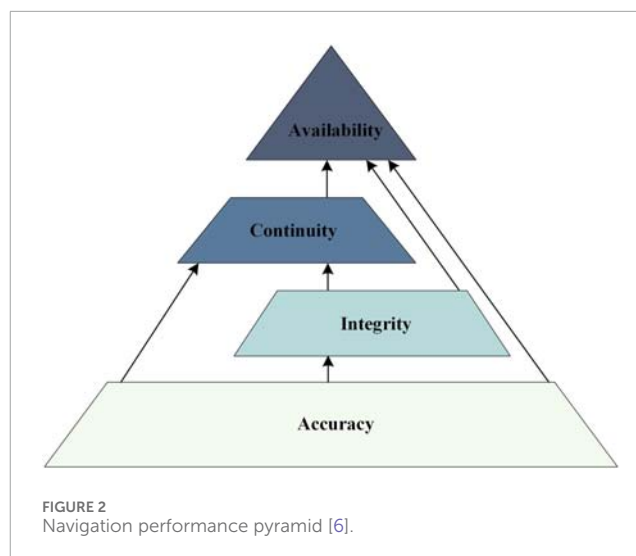 Availability
Continuity
Integrity
Accuracy
FIGURE 2
Navigation performance pyramid [6].